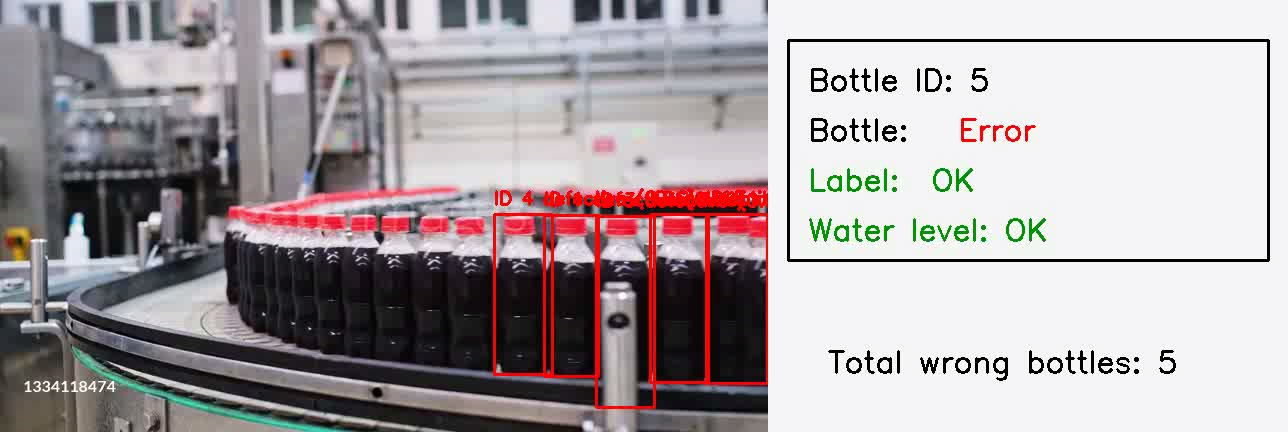 ID 4
1334118474
Bottle ID: 5
Bottle: Error
Label: OK
Water level: OK
Total wrong bottles: 5